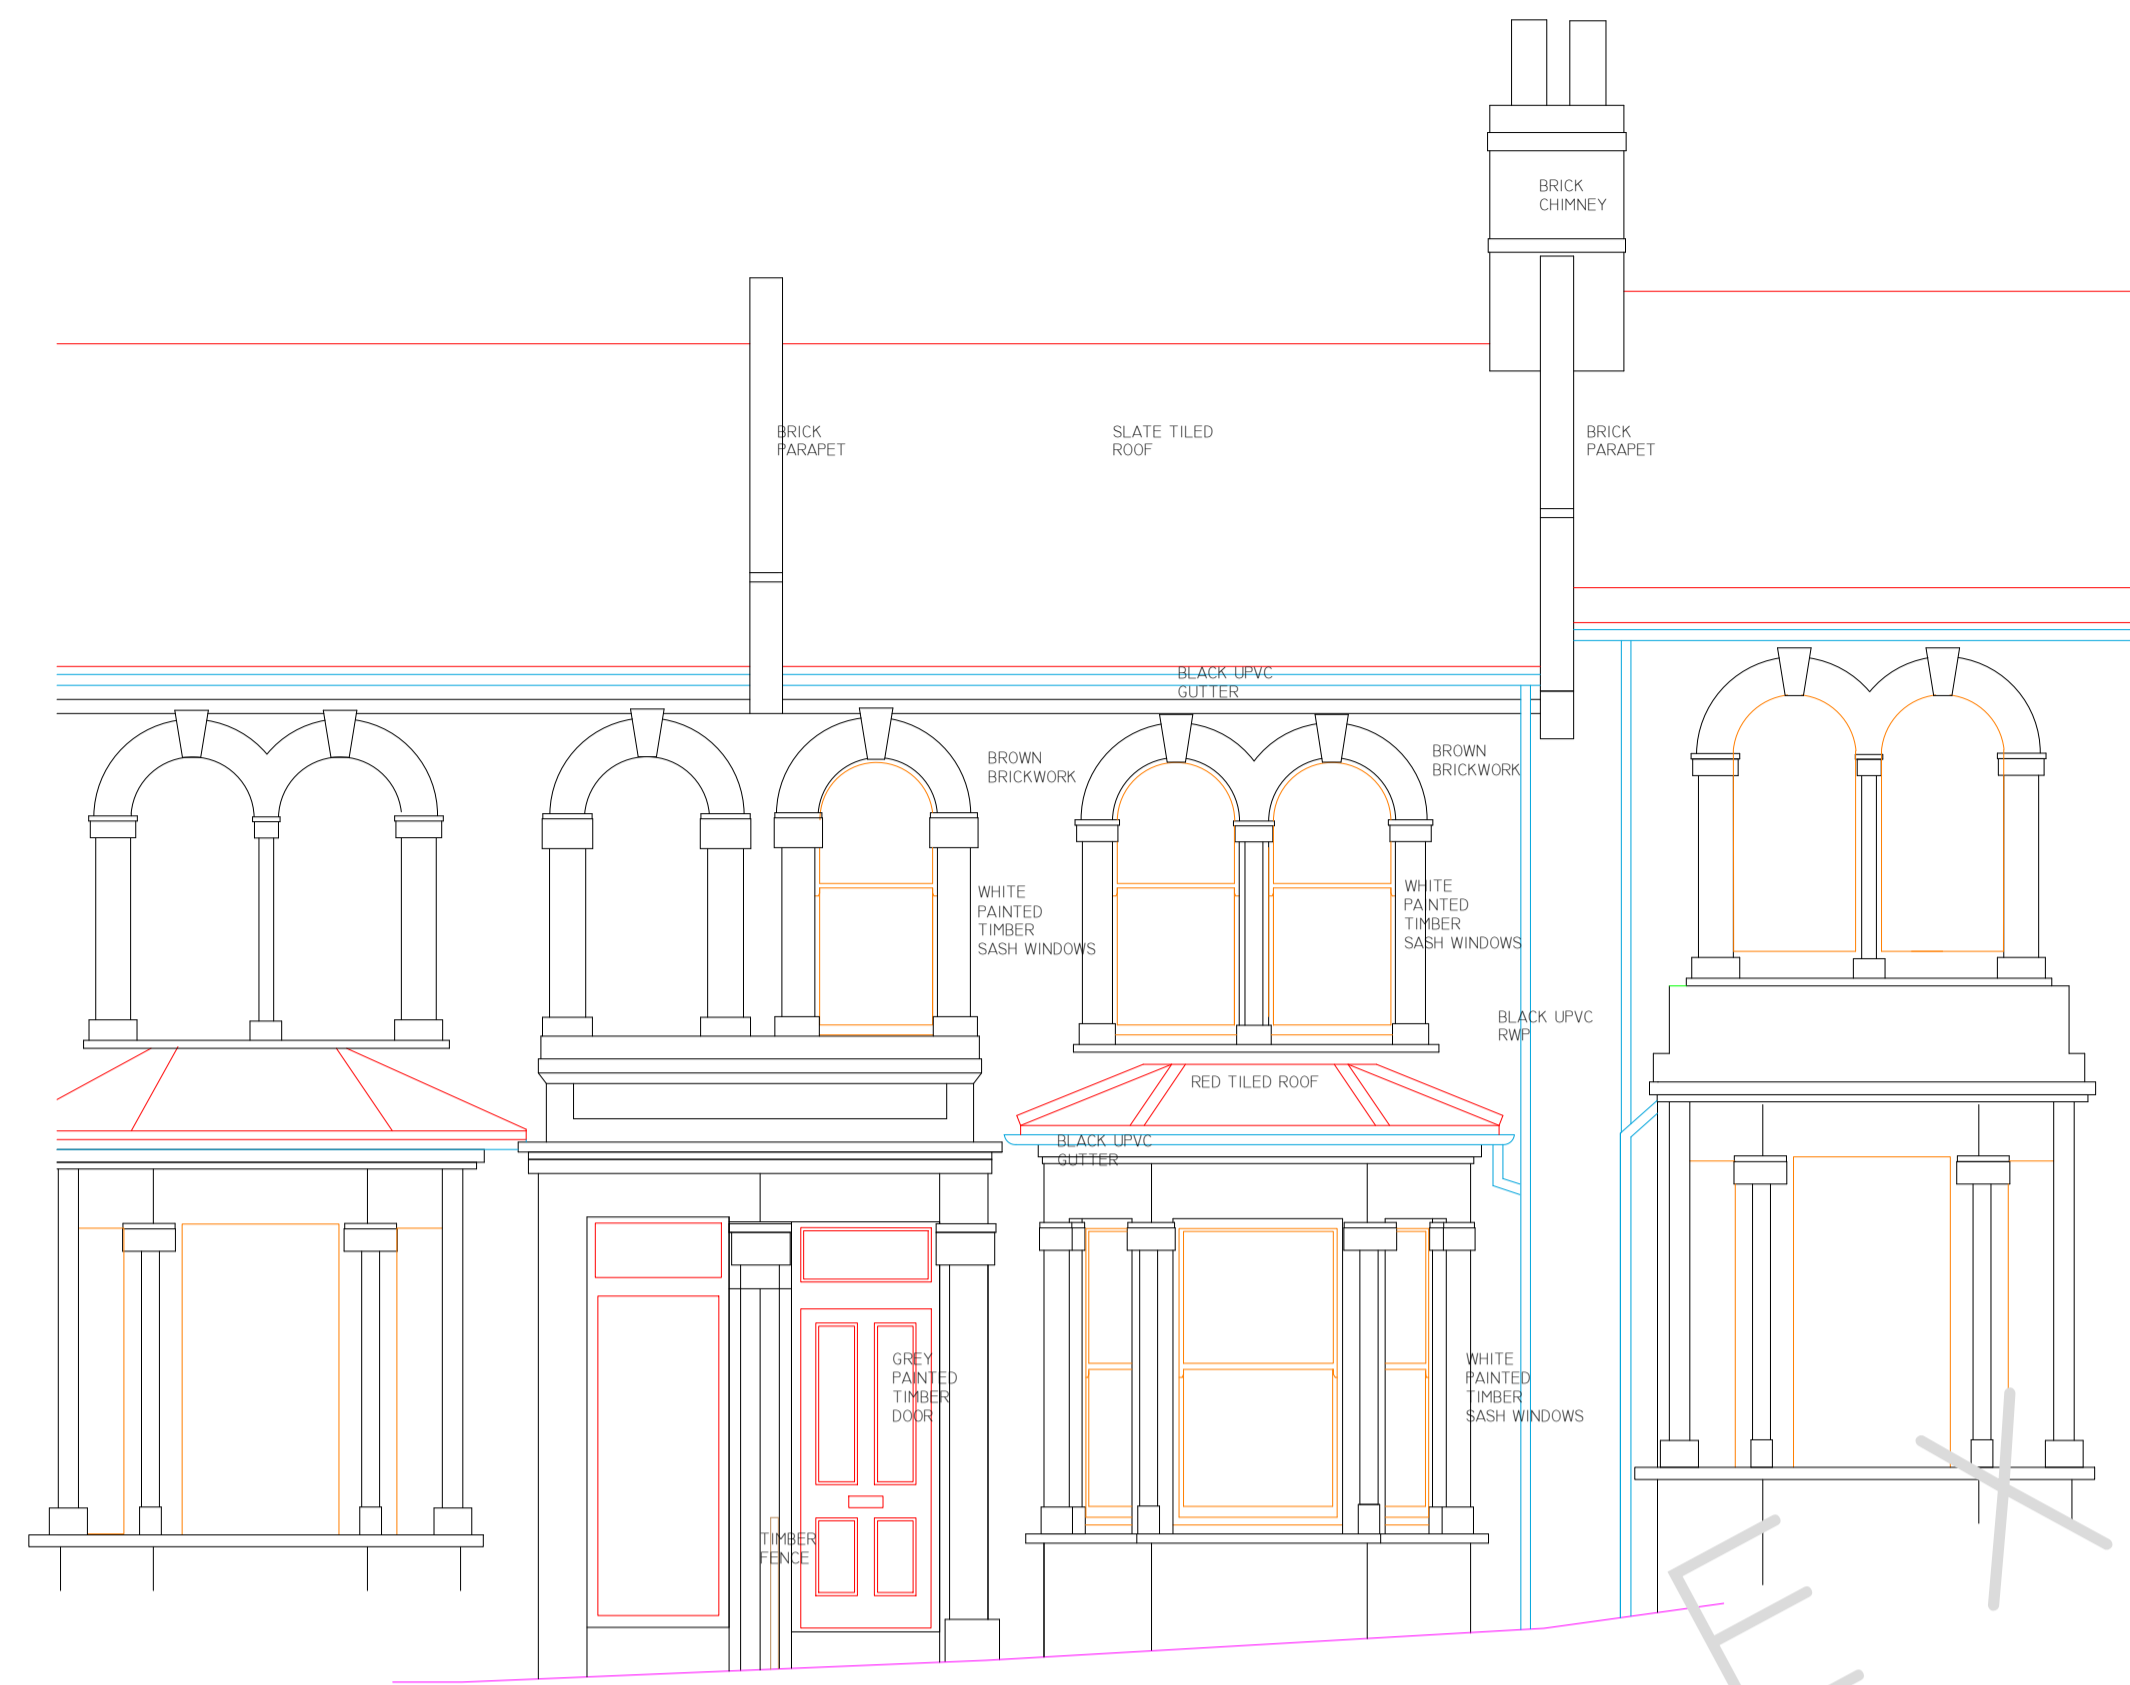 BRICK
CHIMNEY
BRICK
PARAPET
SLATE TILED
ROOF
BRICK
PARAPET
BLACK UPVC
GUTTER
BROWN
BRICKWORK
BROWN
BRICKWORK
WHITE
PAINTED
TIMBER
SASH WINDOWS
WHITE
PAINTED
TIMBER
SASH WINDOWS
BLACK UPVC
RWP
RED TILED ROOF
BLACK UPVC
GUTTER
GREY
PAINTED
TIMBER
DOOR
WHITE
PAINTED
TIMBER
SASH WINDOWS
TIMBER
FENCE
EX